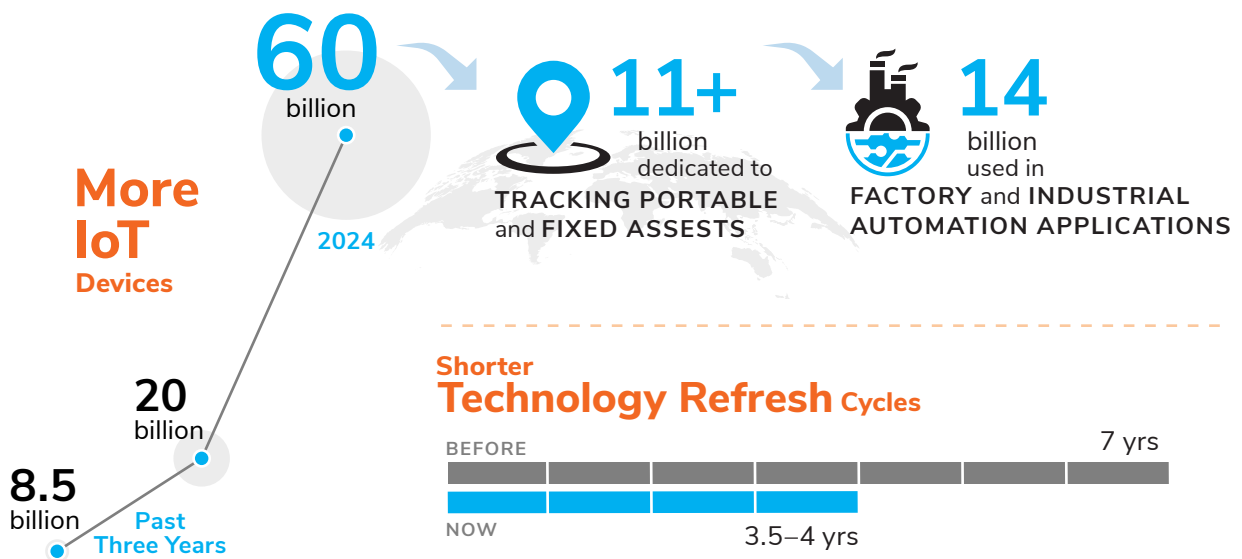 More
IoT
Devices
8.5
billion
20
billion
Past
Three Years
60
billion
2024
11+
billion
dedicated to
TRACKING PORTABLE
and FIXED ASSESTS
14
billion
used in
FACTORY and INDUSTRIAL
AUTOMATION APPLICATIONS
Shorter
Technology Refresh Cycles
BEFORE
7 yrs
NOW
3.5–4 yrs